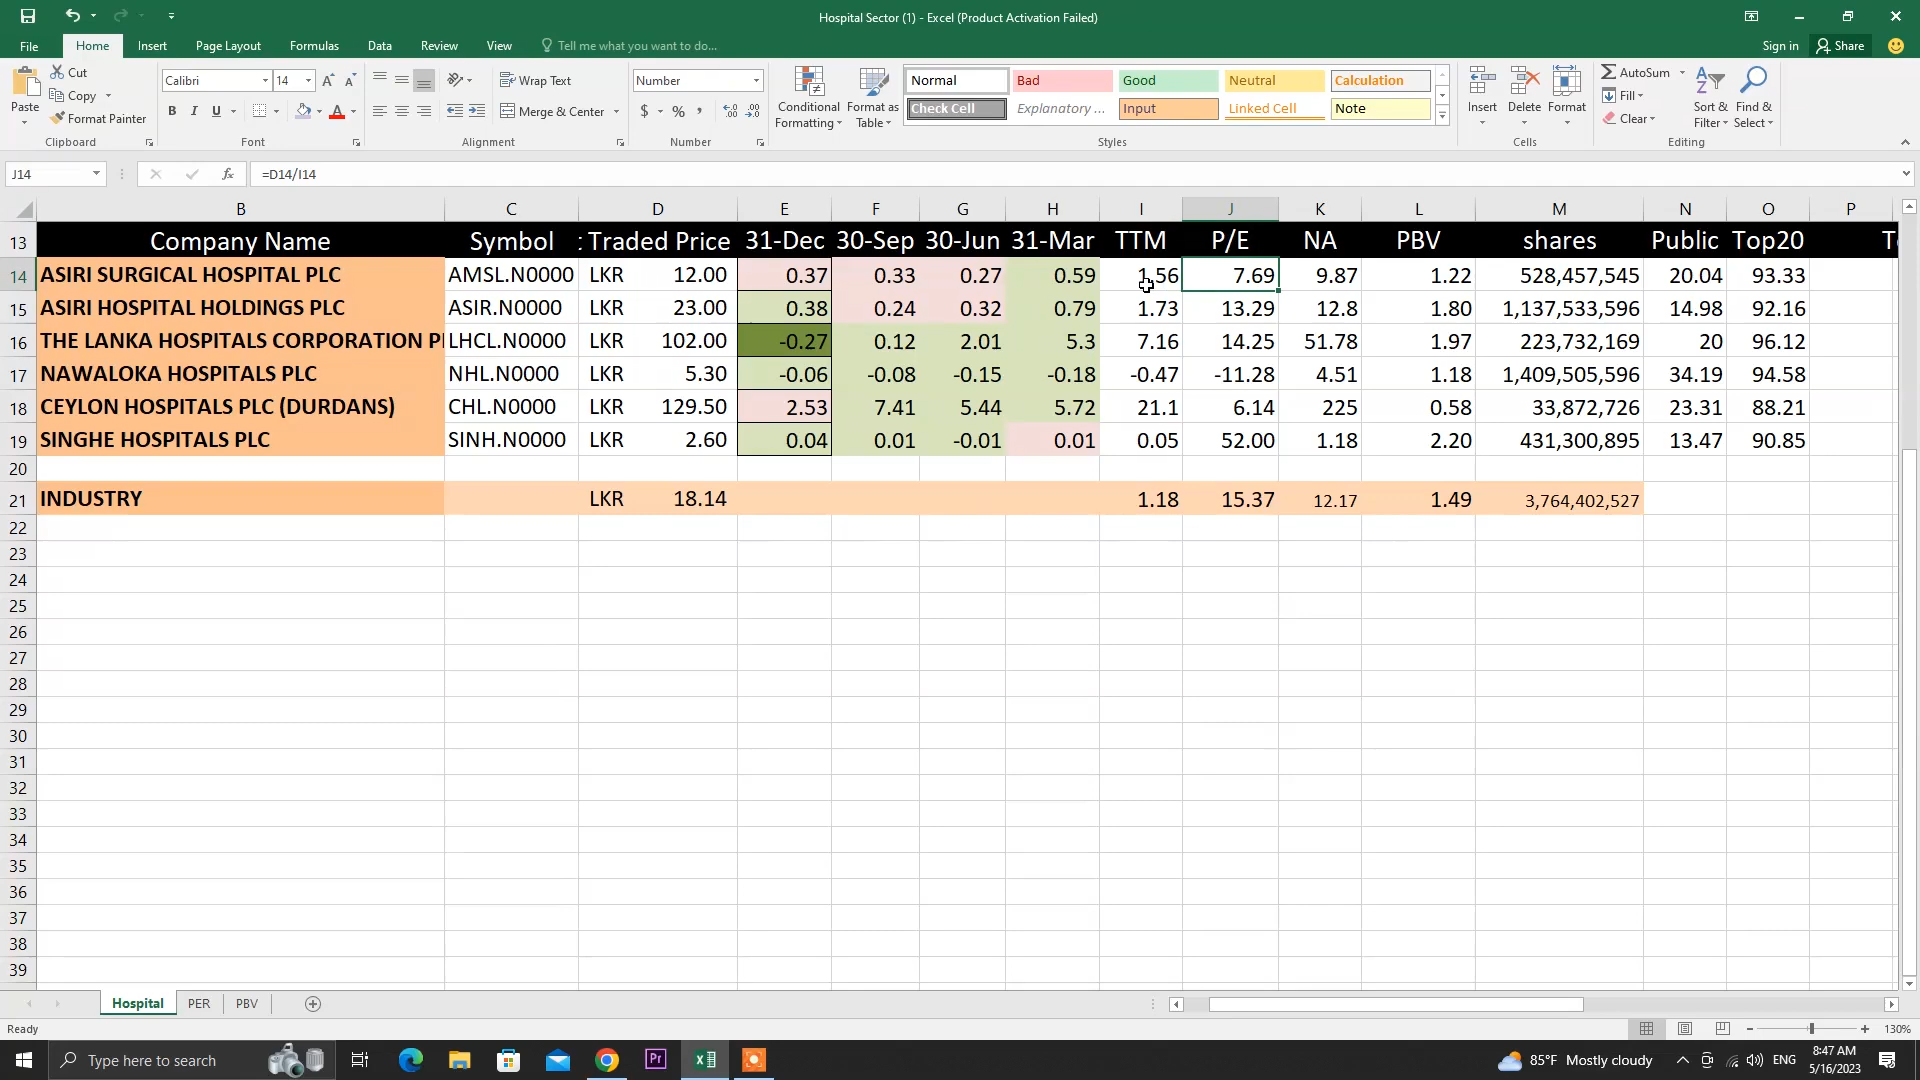 Hospital Sector (1) - Excel (Product Activation Failed)
File Home Insert Page Layout Formulas Data Review View Tell me what you want to do... Sign in Share
Paste Cut Copy Format Painter
Calibri 14
B I U
Wrap Text
Merge & Center
Number
$ % ,
Conditional Formatting
Format as Table
Normal Bad Good Neutral Calculation
Check Cell Explanatory ... Input Linked Cell Note
Insert Delete Format
AutoSum Fill Clear
Sort & Filter
Find & Select
Clipboard Font Alignment Number Styles Cells Editing
J14 fx =D14/I14
B C D E F G H I J K L M N O P
13 Company Name Symbol : Traded Price 31-Dec 30-Sep 30-Jun 31-Mar TTM P/E NA PBV shares Public Top20
14 ASIRI SURGICAL HOSPITAL PLC AMSL.N0000 LKR 12.00 0.37 0.33 0.27 0.59 1.56 7.69 9.87 1.22 528,457,545 20.04 93.33
15 ASIRI HOSPITAL HOLDINGS PLC ASIR.N0000 LKR 23.00 0.38 0.24 0.32 0.79 1.73 13.29 12.8 1.80 1,137,533,596 14.98 92.16
16 THE LANKA HOSPITALS CORPORATION LHCL.N0000 LKR 102.00 -0.27 0.12 2.01 5.3 7.16 14.25 51.78 1.97 223,732,169 20 96.12
17 NAWALOKA HOSPITALS PLC NHL.N0000 LKR 5.30 -0.06 -0.08 -0.15 -0.18 -0.47 -11.28 4.51 1.18 1,409,505,596 34.19 94.58
18 CEYLON HOSPITALS PLC (DURDANS) CHL.N0000 LKR 129.50 2.53 7.41 5.44 5.72 21.1 6.14 225 0.58 33,872,726 23.31 88.21
19 SINGHE HOSPITALS PLC SINH.N0000 LKR 2.60 0.04 0.01 -0.01 0.01 0.05 52.00 1.18 2.20 431,300,895 13.47 90.85
20
21 INDUSTRY LKR 18.14 1.18 15.37 12.17 1.49 3,764,402,527
22
23
24
25
26
27
28
29
30
31
32
33
34
35
36
37
38
39
Hospital PER PBV
Ready 130%
Type here to search 85°F Mostly cloudy ENG 8:47 AM
5/16/2023